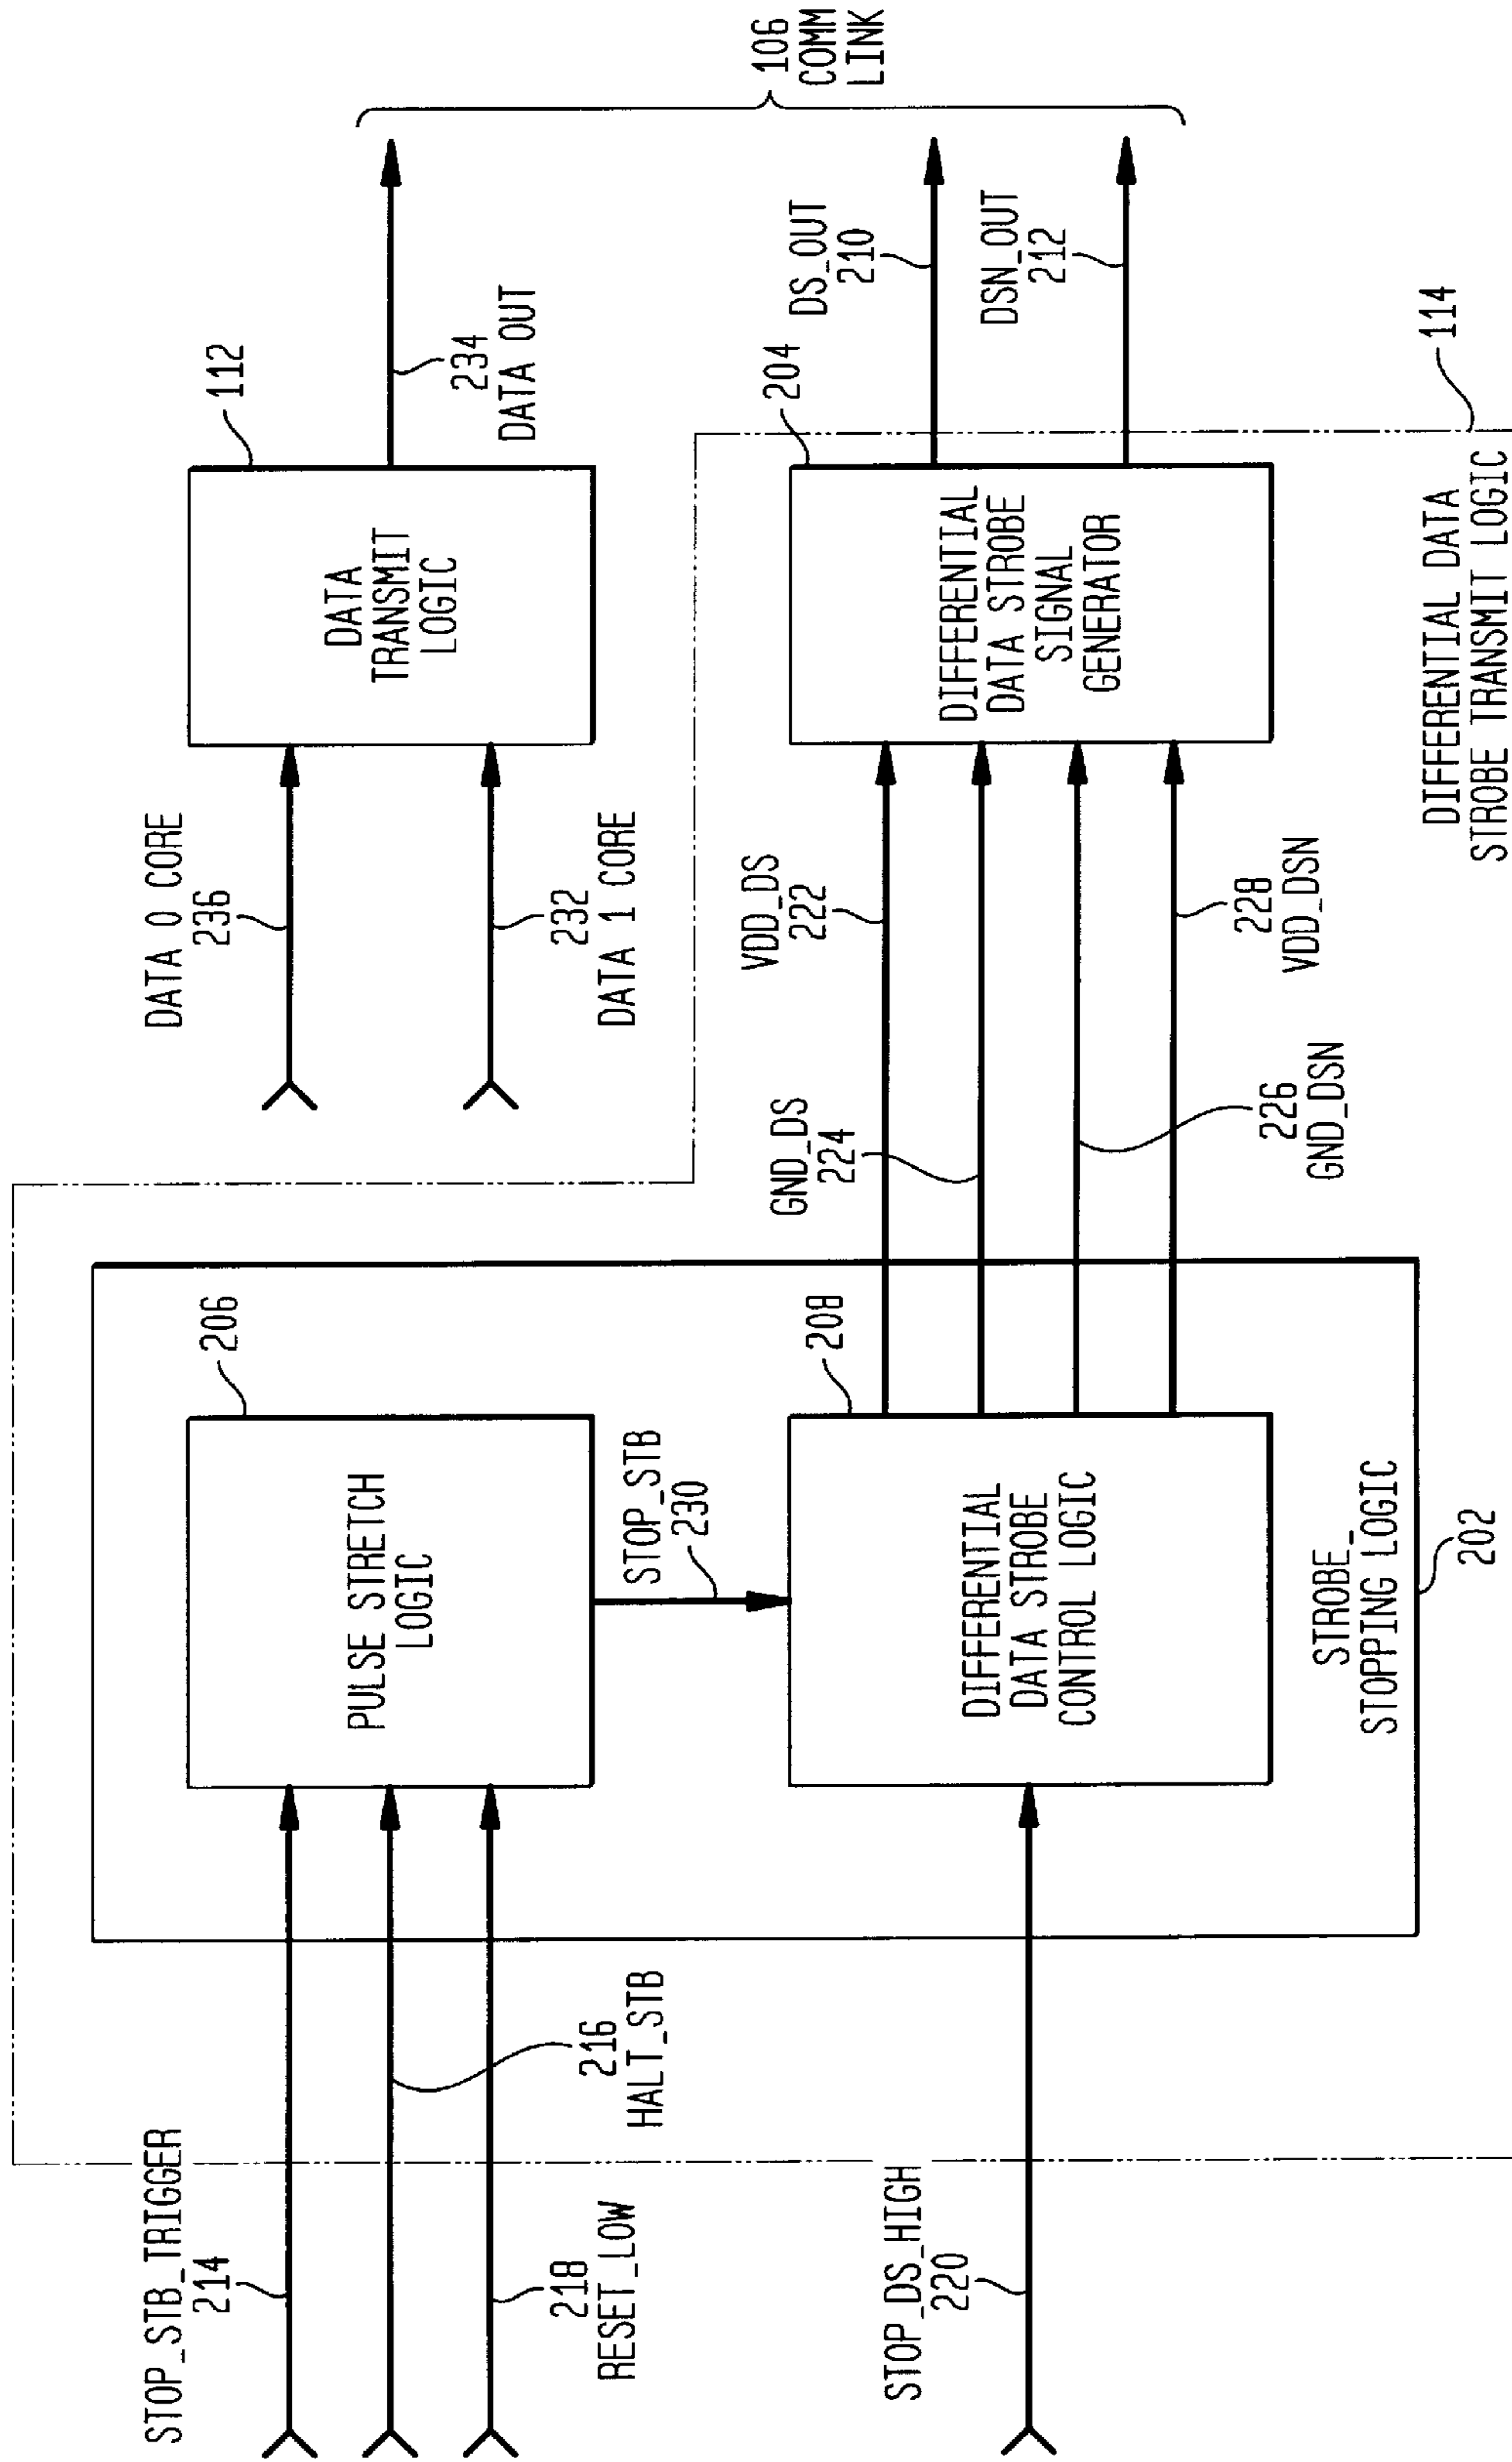 STOP_STB_TRIGGER
214
216
HALT_STB
218
RESET_LOW
STOP_DS_HIGH
220
PULSE STRETCH
LOGIC
206
STOP_STB
230
DIFFERENTIAL
DATA STROBE
CONTROL LOGIC
208
STROBE_
STOPPING LOGIC
202
DATA 0 CORE
236
232
DATA 1 CORE
DATA
TRANSMIT
LOGIC
112
234
DATA OUT
GND_DS
224
VDD_DS
222
226
GND_DSN
228
VDD_DSN
DIFFERENTIAL
DATA STROBE
SIGNAL
GENERATOR
204
DS_OUT
210
DSN_OUT
212
106
COMM
LINK
114
DIFFERENTIAL DATA
STROBE TRANSMIT LOGIC